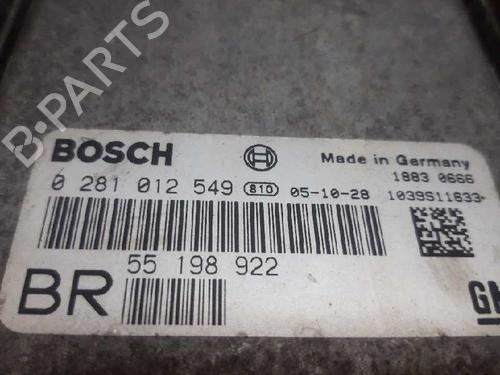 B-PARTS
BOSCH
Made in Germany
1883 0666
0 281 012 549 810 05-10-28 1039S11633
55 198 922
BR